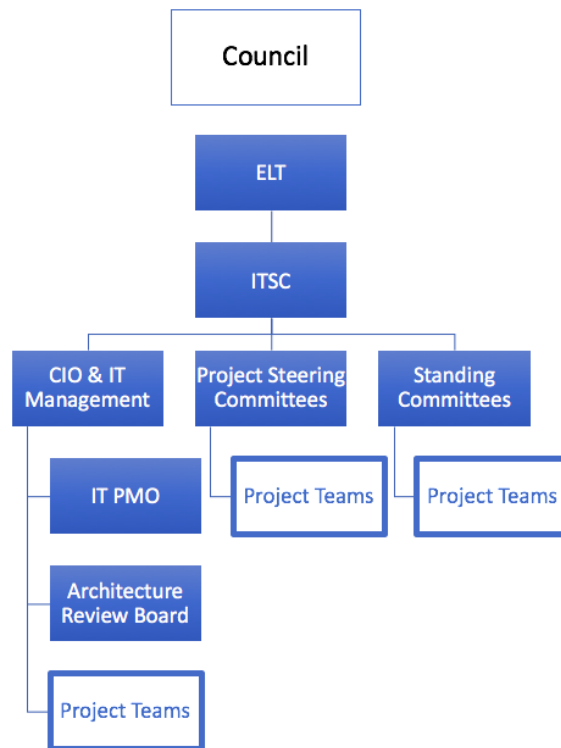 Council
ELT
ITSC
CIO & IT
Management
Project Steering
Committees
Standing
Committees
IT PMO
Project Teams
Project Teams
Architecture
Review Board
Project Teams